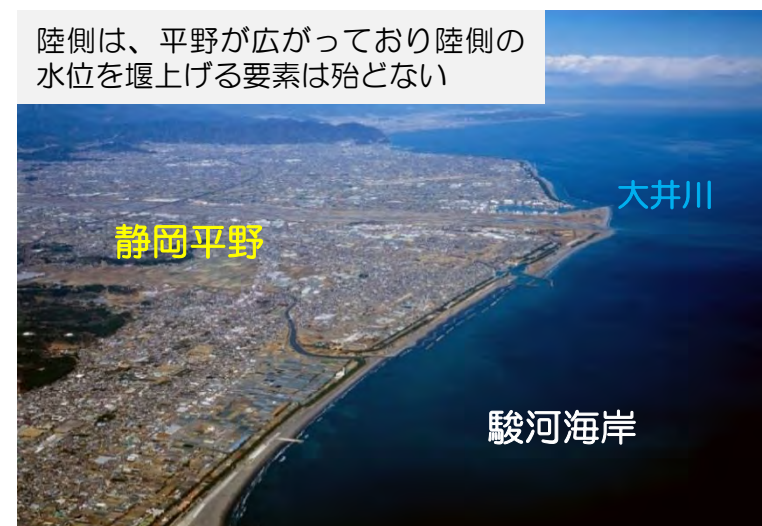 陸側は、平野が広がっており陸側の
水位を堰上げる要素は殆どない
大井川
静岡平野
駿河海岸